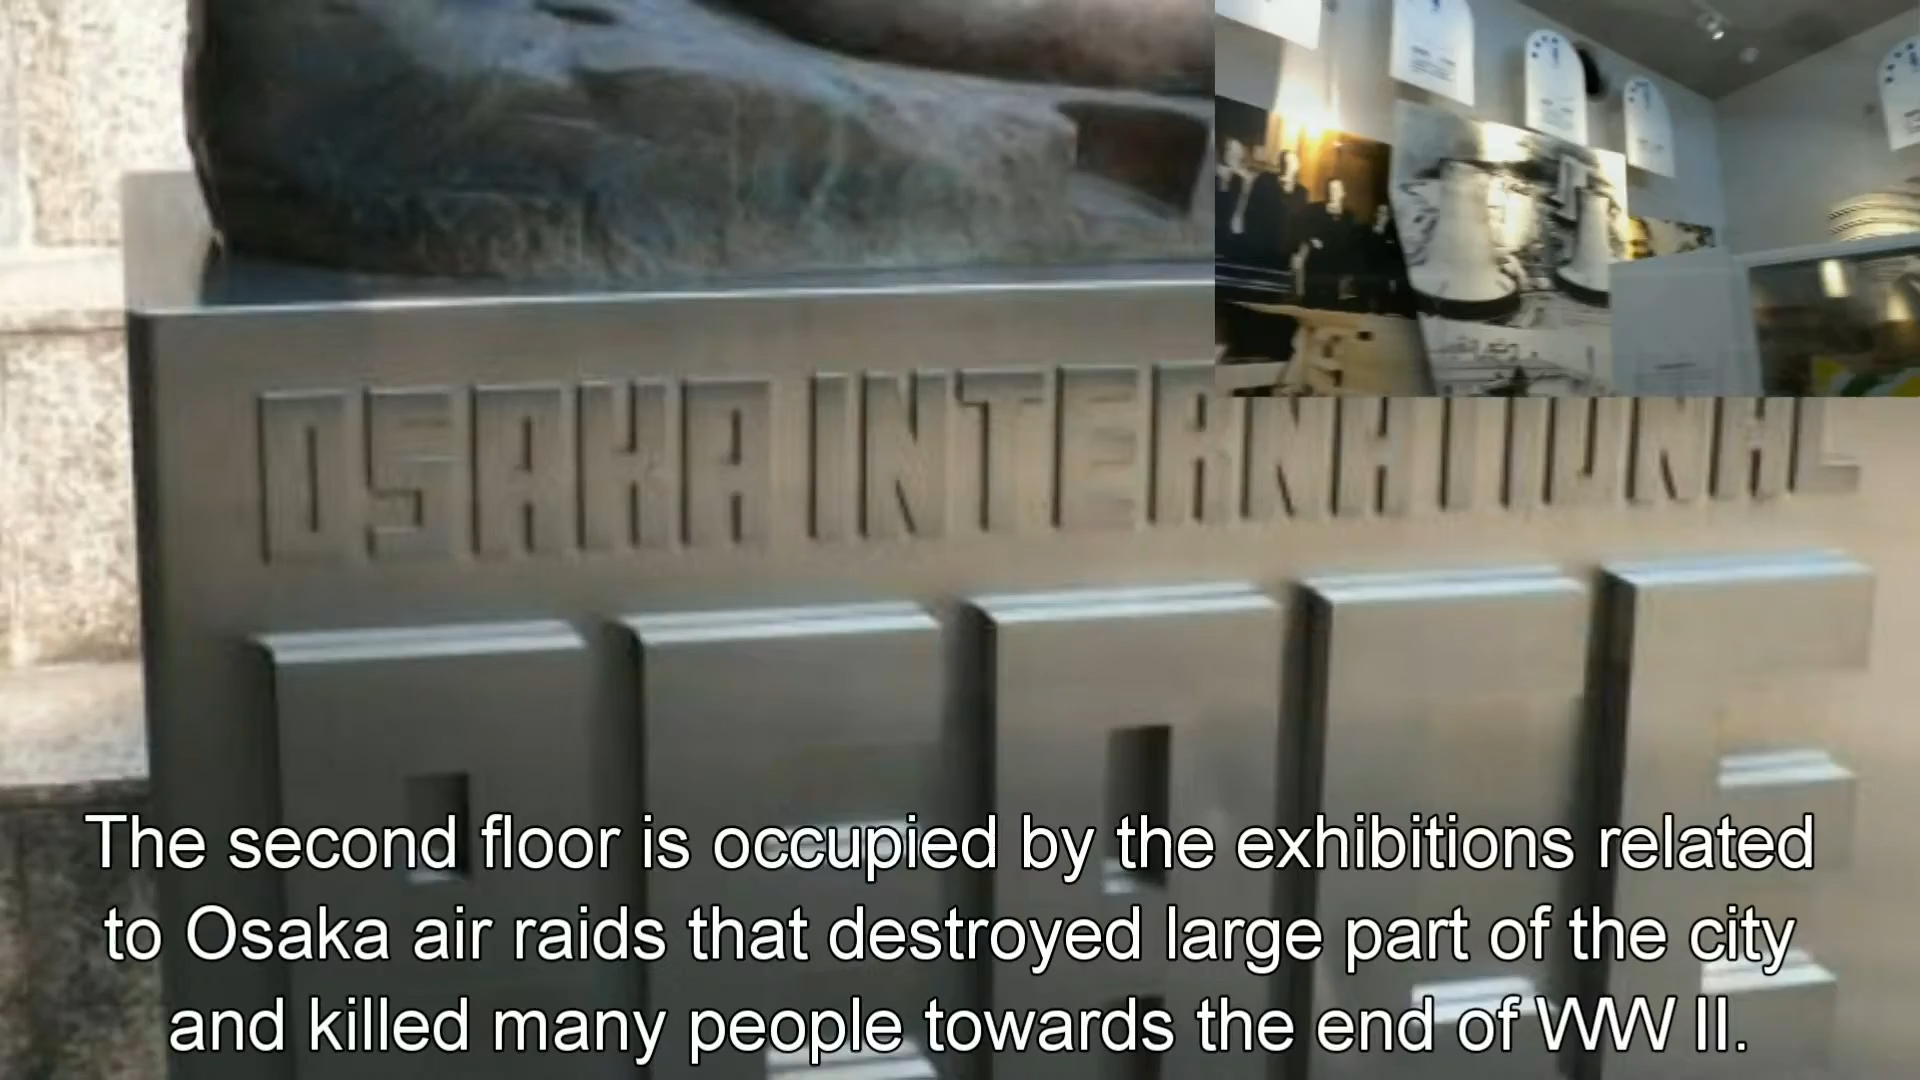 OSAKA INTERNATIONAL
PEACE
The second floor is occupied by the exhibitions related
to Osaka air raids that destroyed large part of the city
and killed many people towards the end of WW II.